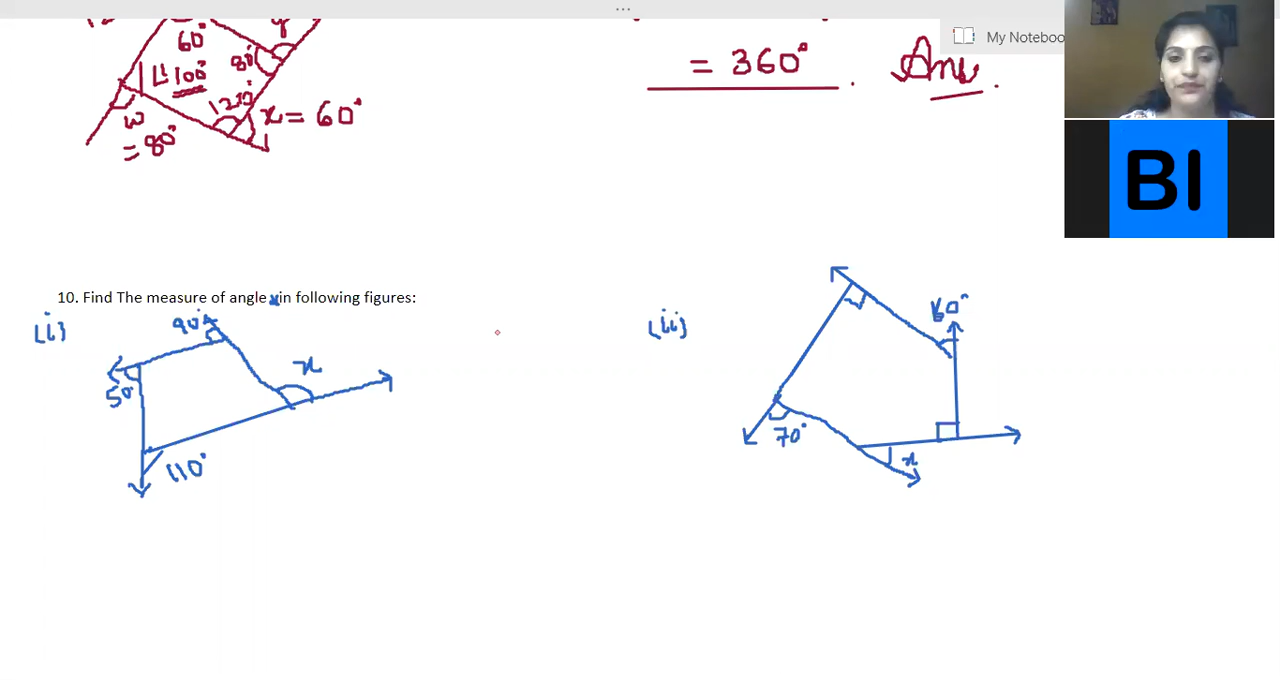 60°
80°
100°
120°
x = 60°
w
= 80°
= 360°. Ans.
My Noteboo
BI
10. Find The measure of angle x in following figures:
(i)
90°
50°
x
110°
(ii)
60°
70°
x